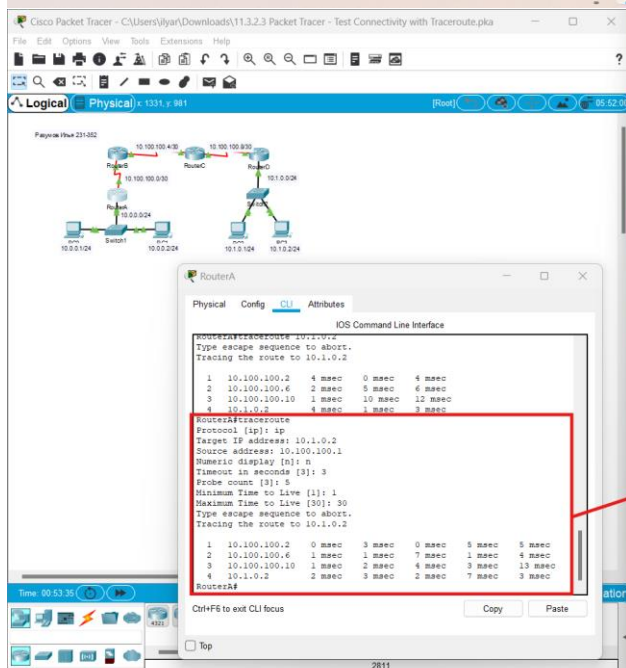 Cisco Packet Tracer - C:\Users\ilyar\Downloads\11.3.2.3 Packet Tracer - Test Connectivity with Traceroute.pka
File Edit Options View Tools Extensions Help
?
Logical Physical x: 1331, y: 981 [Root] 05:52:00
Разуков Илья 231-352
10.100.100.4/30 10.100.100.8/30
RouterB RouterC RouterD
10.100.100.0/30 10.1.0.0/24
RouterA
10.0.0.0/24
Switch1
10.0.0.1/24 10.0.0.2/24 10.1.0.1/24 10.1.0.2/24
RouterA
Physical Config CLI Attributes
IOS Command Line Interface
RouterA#traceroute 10.1.0.2
Type escape sequence to abort.
Tracing the route to 10.1.0.2
1 10.100.100.2 4 msec 0 msec 4 msec
2 10.100.100.6 2 msec 5 msec 6 msec
3 10.100.100.10 1 msec 10 msec 12 msec
4 10.1.0.2 4 msec 1 msec 3 msec
RouterA#traceroute
Protocol [ip]: ip
Target IP address: 10.1.0.2
Source address: 10.100.100.1
Numeric display [n]: n
Timeout in seconds [3]: 3
Probe count [3]: 5
Minimum Time to Live [1]: 1
Maximum Time to Live [30]: 30
Type escape sequence to abort.
Tracing the route to 10.1.0.2
1 10.100.100.2 0 msec 3 msec 0 msec 5 msec 5 msec
2 10.100.100.6 1 msec 1 msec 7 msec 1 msec 4 msec
3 10.100.100.10 1 msec 2 msec 4 msec 3 msec 13 msec
4 10.1.0.2 2 msec 3 msec 2 msec 7 msec 3 msec
RouterA#
Ctrl+F6 to exit CLI focus Copy Paste
Top
Time: 00:53:35
4321
2811